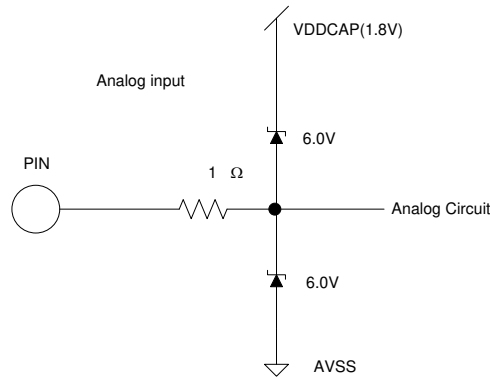 VDDCAP(1.8V)
Analog input
6.0V
PIN
1 Ω
Analog Circuit
6.0V
AVSS